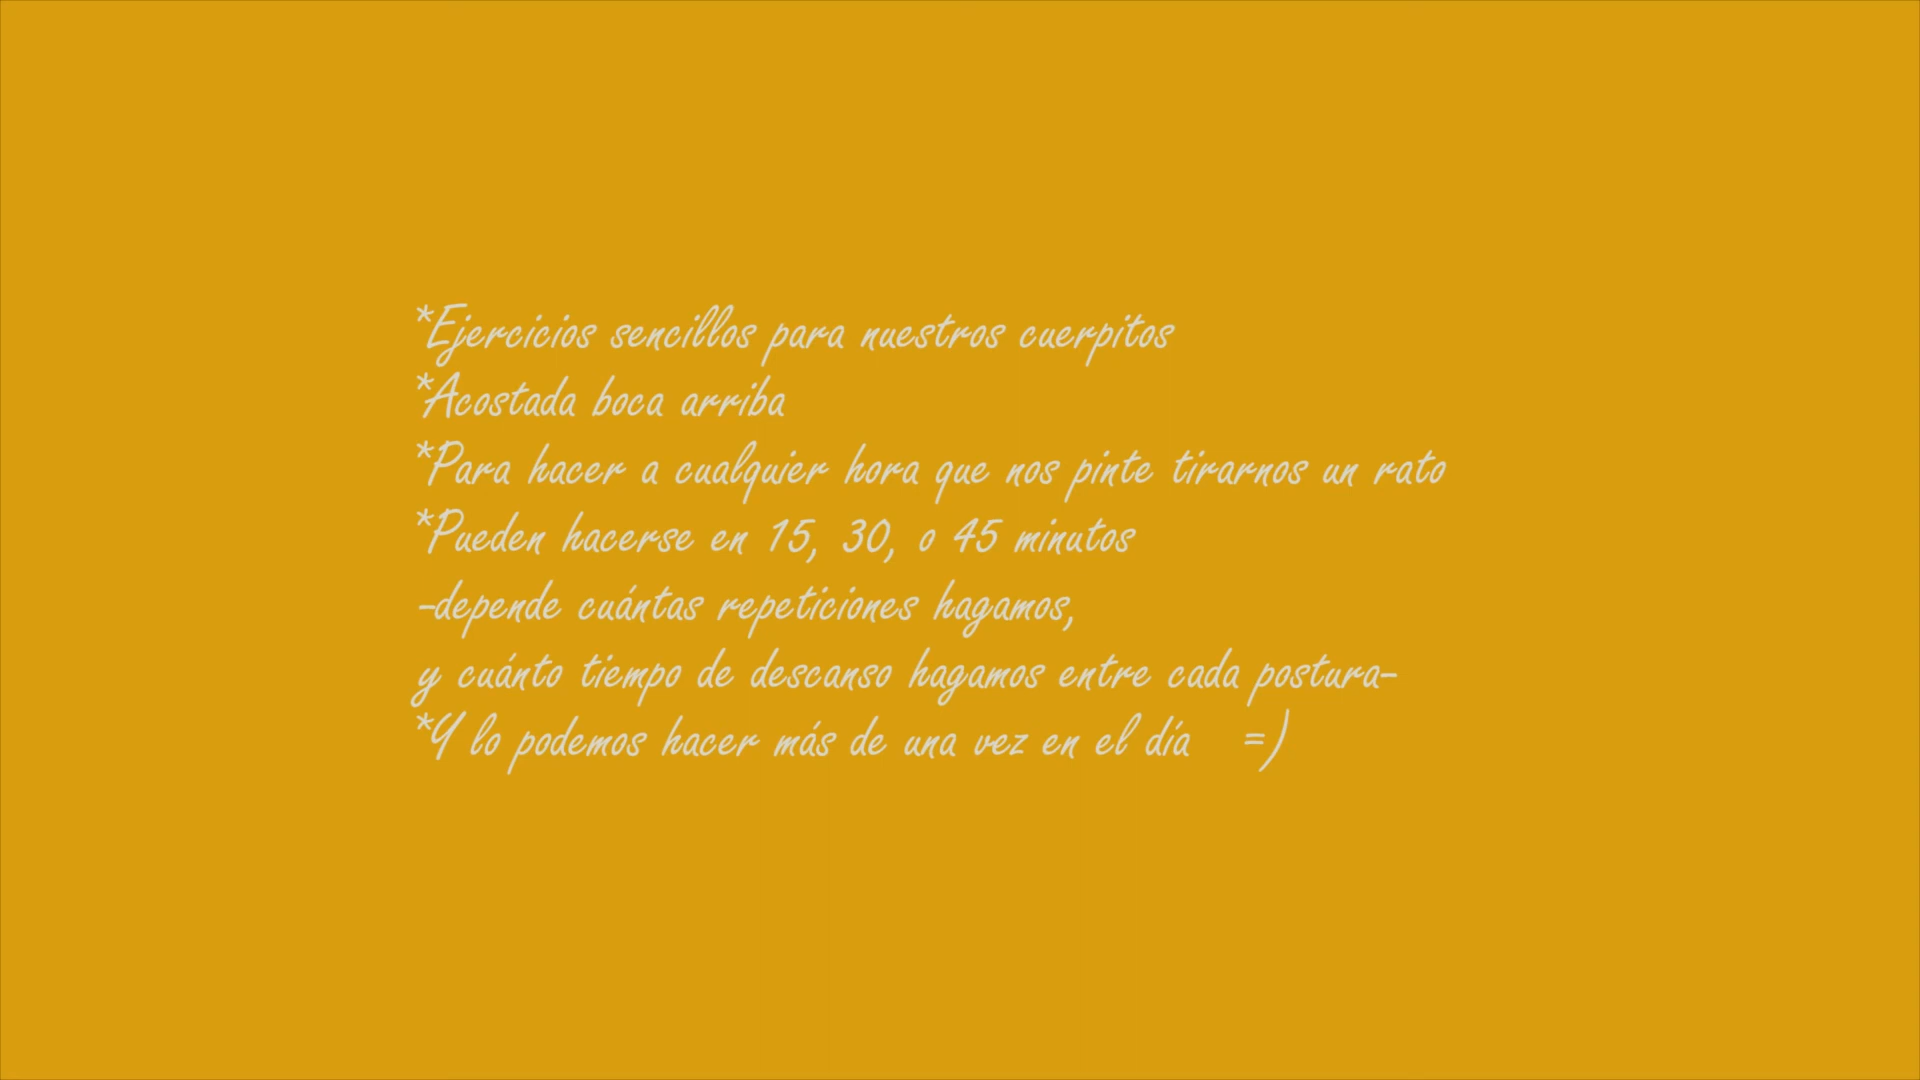 *Ejercicios sencillos para nuestros cuerpitos
*Acostada boca arriba
*Para hacer a cualquier hora que nos pinte tirarnos un rato
*Pueden hacerse en 15, 30, o 45 minutos
-depende cuántas repeticiones hagamos,
y cuánto tiempo de descanso hagamos entre cada postura-
*Y lo podemos hacer más de una vez en el día =)